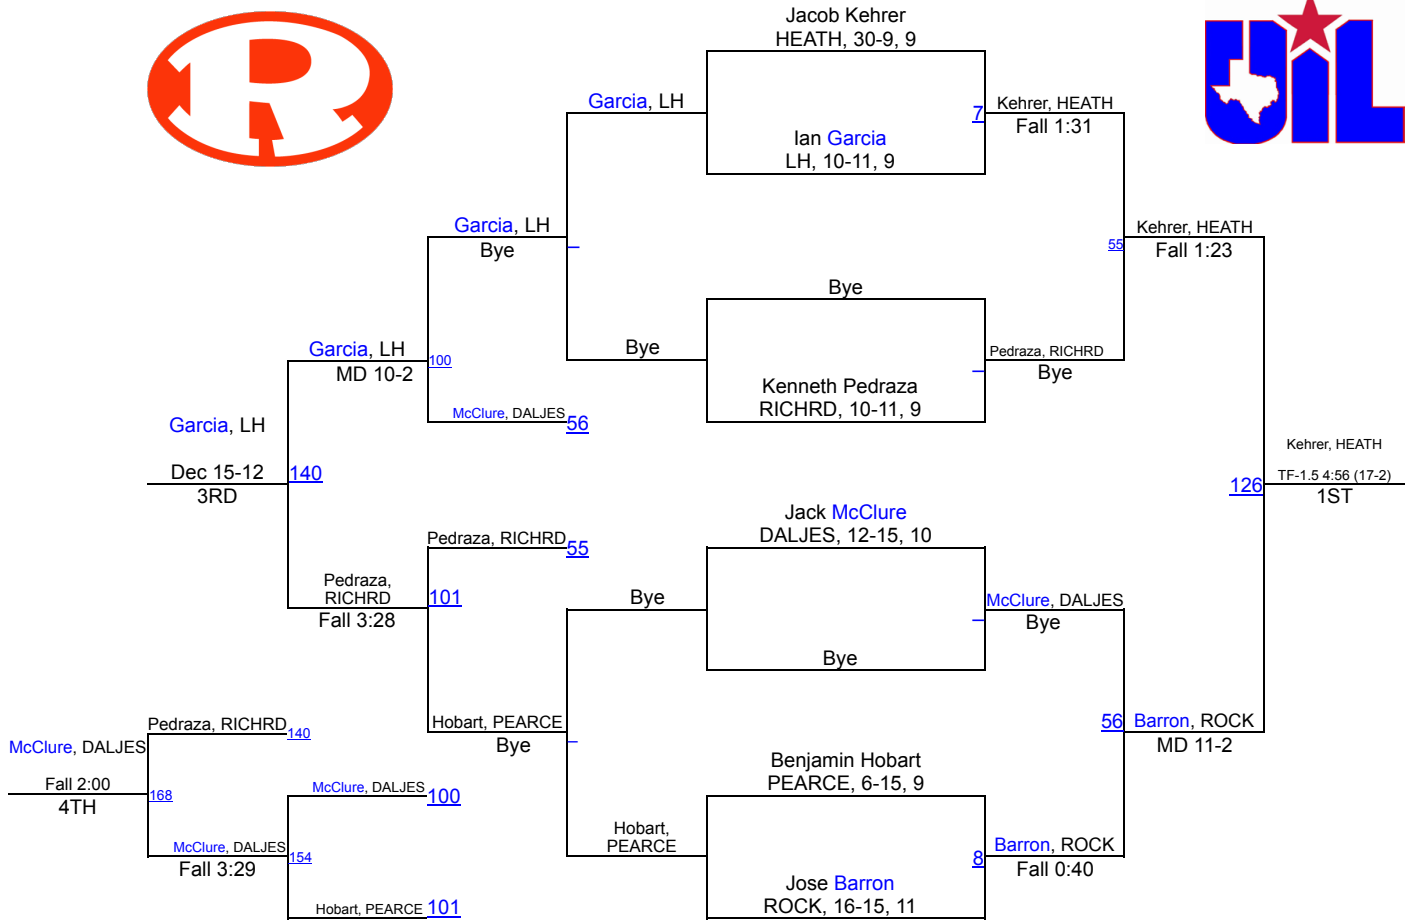 R
UIL
Jacob Kehrer
HEATH, 30-9, 9
Garcia, LH
7
Kehrer, HEATH
Fall 1:31
Ian Garcia
LH, 10-11, 9
Garcia, LH
Bye
55
Kehrer, HEATH
Fall 1:23
Bye
Garcia, LH
MD 10-2
100
Bye
Pedraza, RICHRD
Bye
Kenneth Pedraza
RICHRD, 10-11, 9
McClure, DALJES
56
Garcia, LH
Dec 15-12
3RD
140
Kehrer, HEATH
TF-1.5 4:56 (17-2)
1ST
126
Jack McClure
DALJES, 12-15, 10
Pedraza, RICHRD
55
Pedraza,
RICHRD
Fall 3:28
101
Bye
McClure, DALJES
Bye
Bye
Pedraza, RICHRD
140
Hobart, PEARCE
Bye
56
Barron, ROCK
MD 11-2
McClure, DALJES
Fall 2:00
4TH
168
Benjamin Hobart
PEARCE, 6-15, 9
McClure, DALJES
100
Hobart,
PEARCE
McClure, DALJES
Fall 3:29
154
8
Barron, ROCK
Fall 0:40
Jose Barron
ROCK, 16-15, 11
Hobart, PEARCE
101